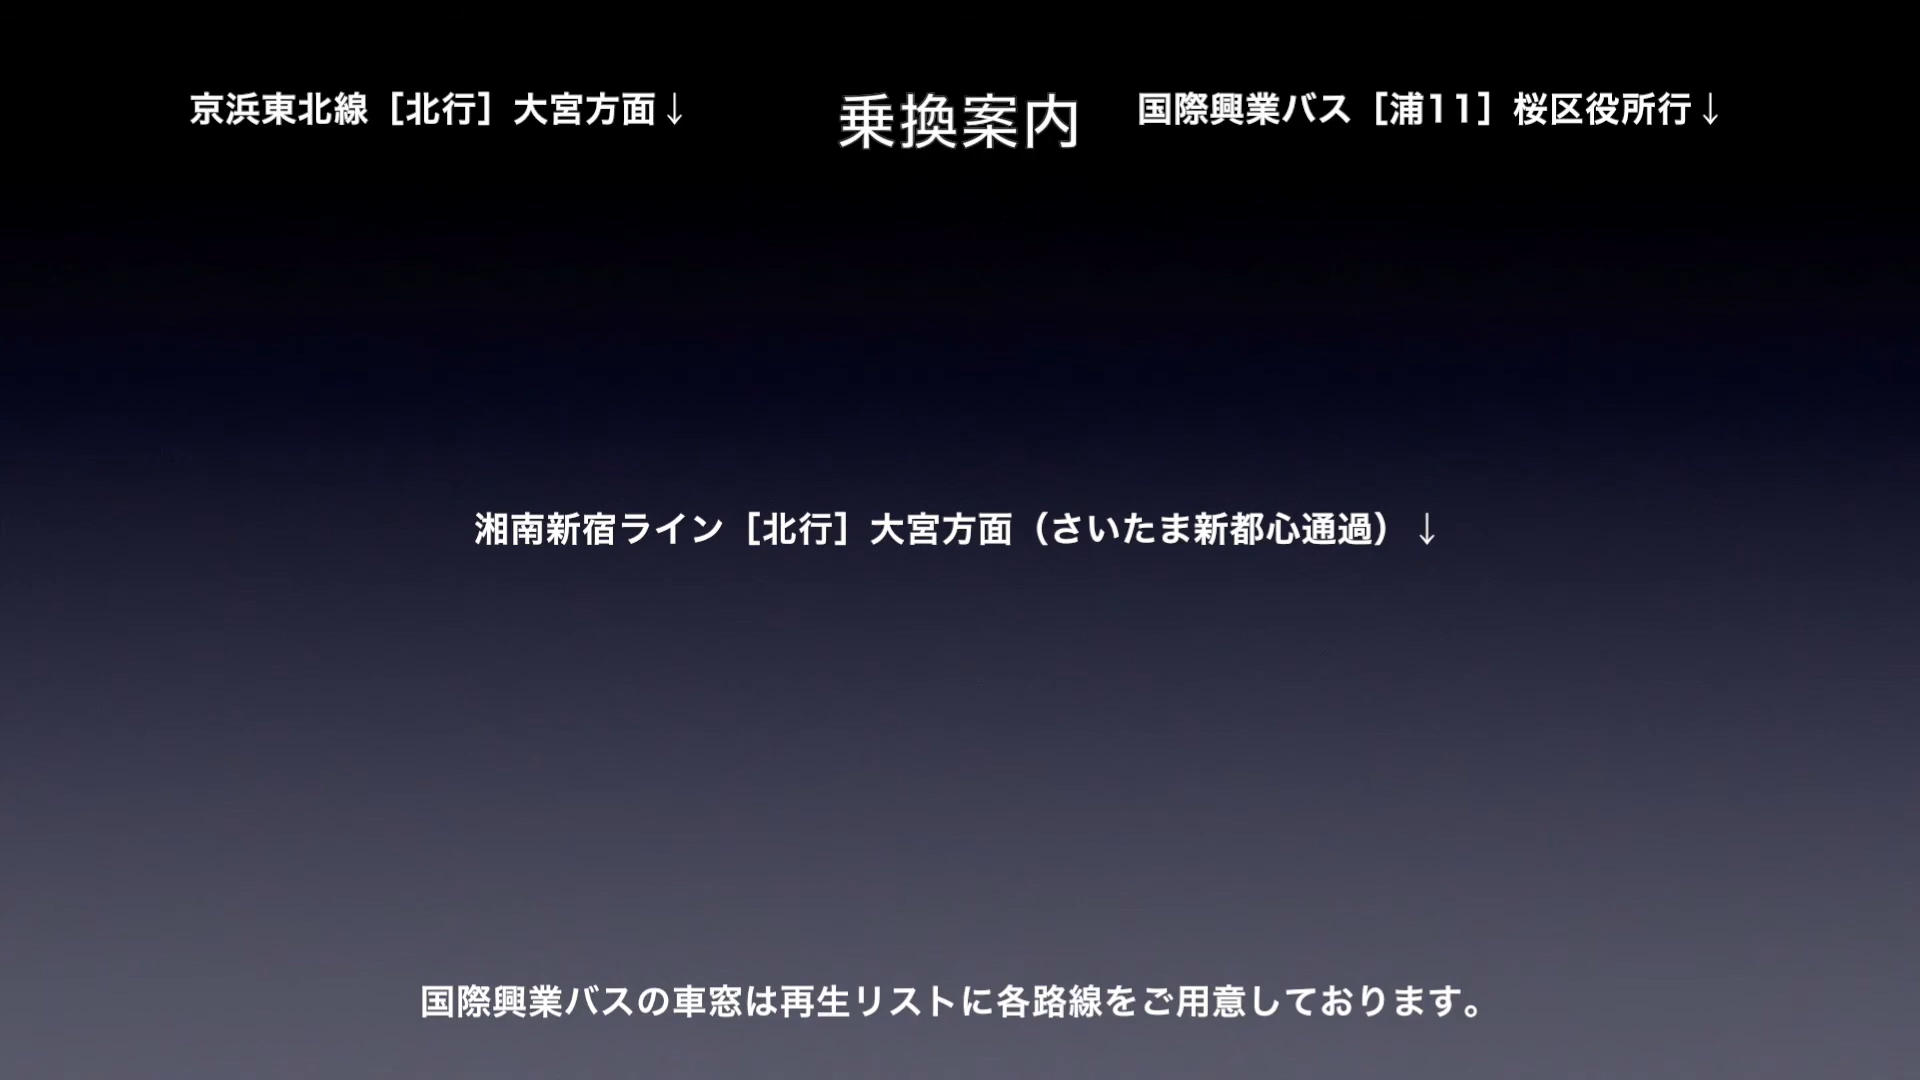 乗換案内
京浜東北線［北行］大宮方面↓
国際興業バス［浦11］桜区役所行↓
湘南新宿ライン［北行］大宮方面（さいたま新都心通過）↓
国際興業バスの車窓は再生リストに各路線をご用意しております。